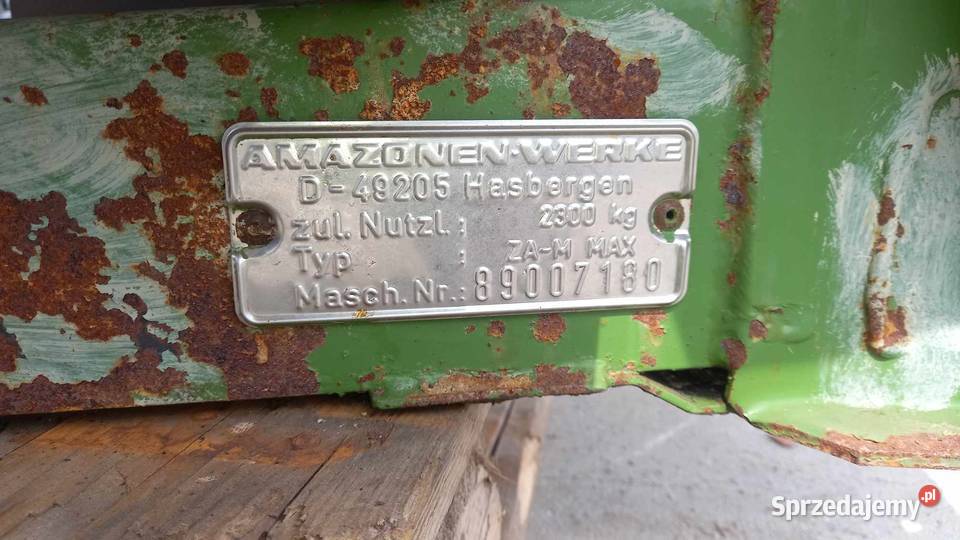 AMAZONEN-WERKE
D-49205 Hasbergen
zul. Nutzl.: 2300 kg
Typ : ZA-M MAX
Masch.Nr.: 89007180
Sprzedajemy.pl